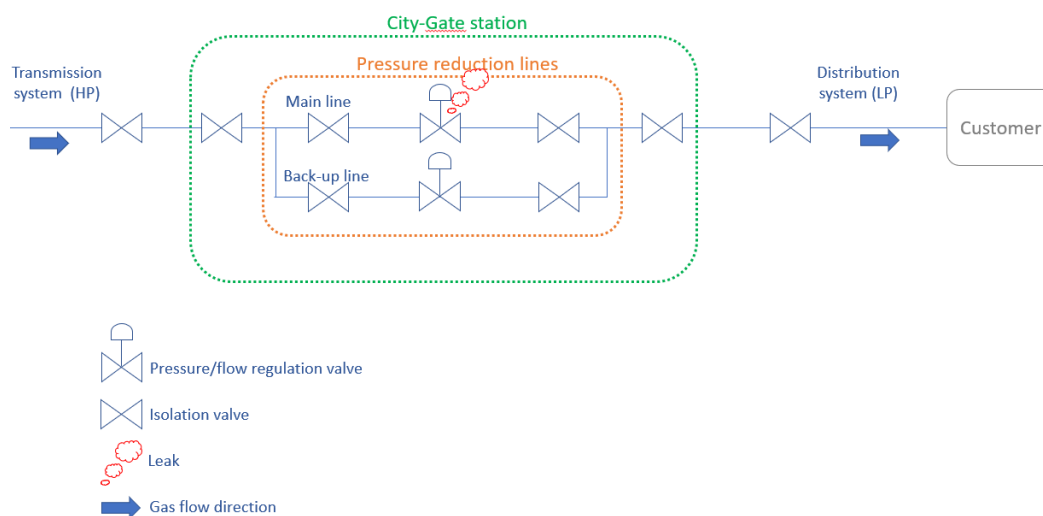 City-Gate station
Transmission
system (HP)
Pressure reduction lines
Distribution
system (LP)
Main line
Customer
Back-up line
Pressure/flow regulation valve
Isolation valve
Leak
Gas flow direction